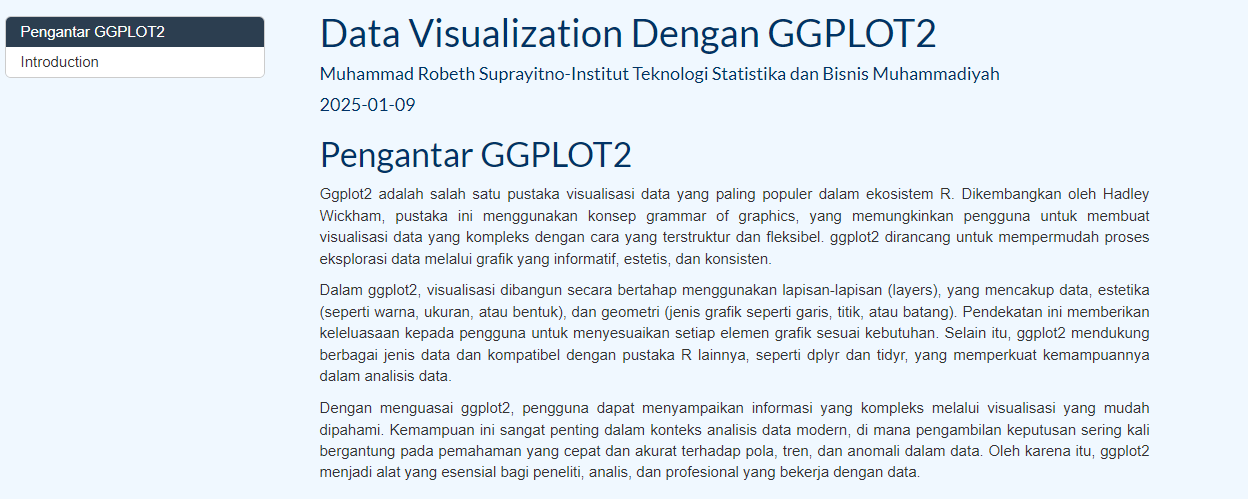 Pengantar GGPLOT2
Introduction
Data Visualization Dengan GGPLOT2
Muhammad Robeth Suprayitno-Institut Teknologi Statistika dan Bisnis Muhammadiyah
2025-01-09
Pengantar GGPLOT2
Ggplot2 adalah salah satu pustaka visualisasi data yang paling populer dalam ekosistem R. Dikembangkan oleh Hadley
Wickham, pustaka ini menggunakan konsep grammar of graphics, yang memungkinkan pengguna untuk membuat
visualisasi data yang kompleks dengan cara yang terstruktur dan fleksibel. ggplot2 dirancang untuk mempermudah proses
eksplorasi data melalui grafik yang informatif, estetis, dan konsisten.
Dalam ggplot2, visualisasi dibangun secara bertahap menggunakan lapisan-lapisan (layers), yang mencakup data, estetika
(seperti warna, ukuran, atau bentuk), dan geometri (jenis grafik seperti garis, titik, atau batang). Pendekatan ini memberikan
keleluasaan kepada pengguna untuk menyesuaikan setiap elemen grafik sesuai kebutuhan. Selain itu, ggplot2 mendukung
berbagai jenis data dan kompatibel dengan pustaka R lainnya, seperti dplyr dan tidyr, yang memperkuat kemampuannya
dalam analisis data.
Dengan menguasai ggplot2, pengguna dapat menyampaikan informasi yang kompleks melalui visualisasi yang mudah
dipahami. Kemampuan ini sangat penting dalam konteks analisis data modern, di mana pengambilan keputusan sering kali
bergantung pada pemahaman yang cepat dan akurat terhadap pola, tren, dan anomali dalam data. Oleh karena itu, ggplot2
menjadi alat yang esensial bagi peneliti, analis, dan profesional yang bekerja dengan data.